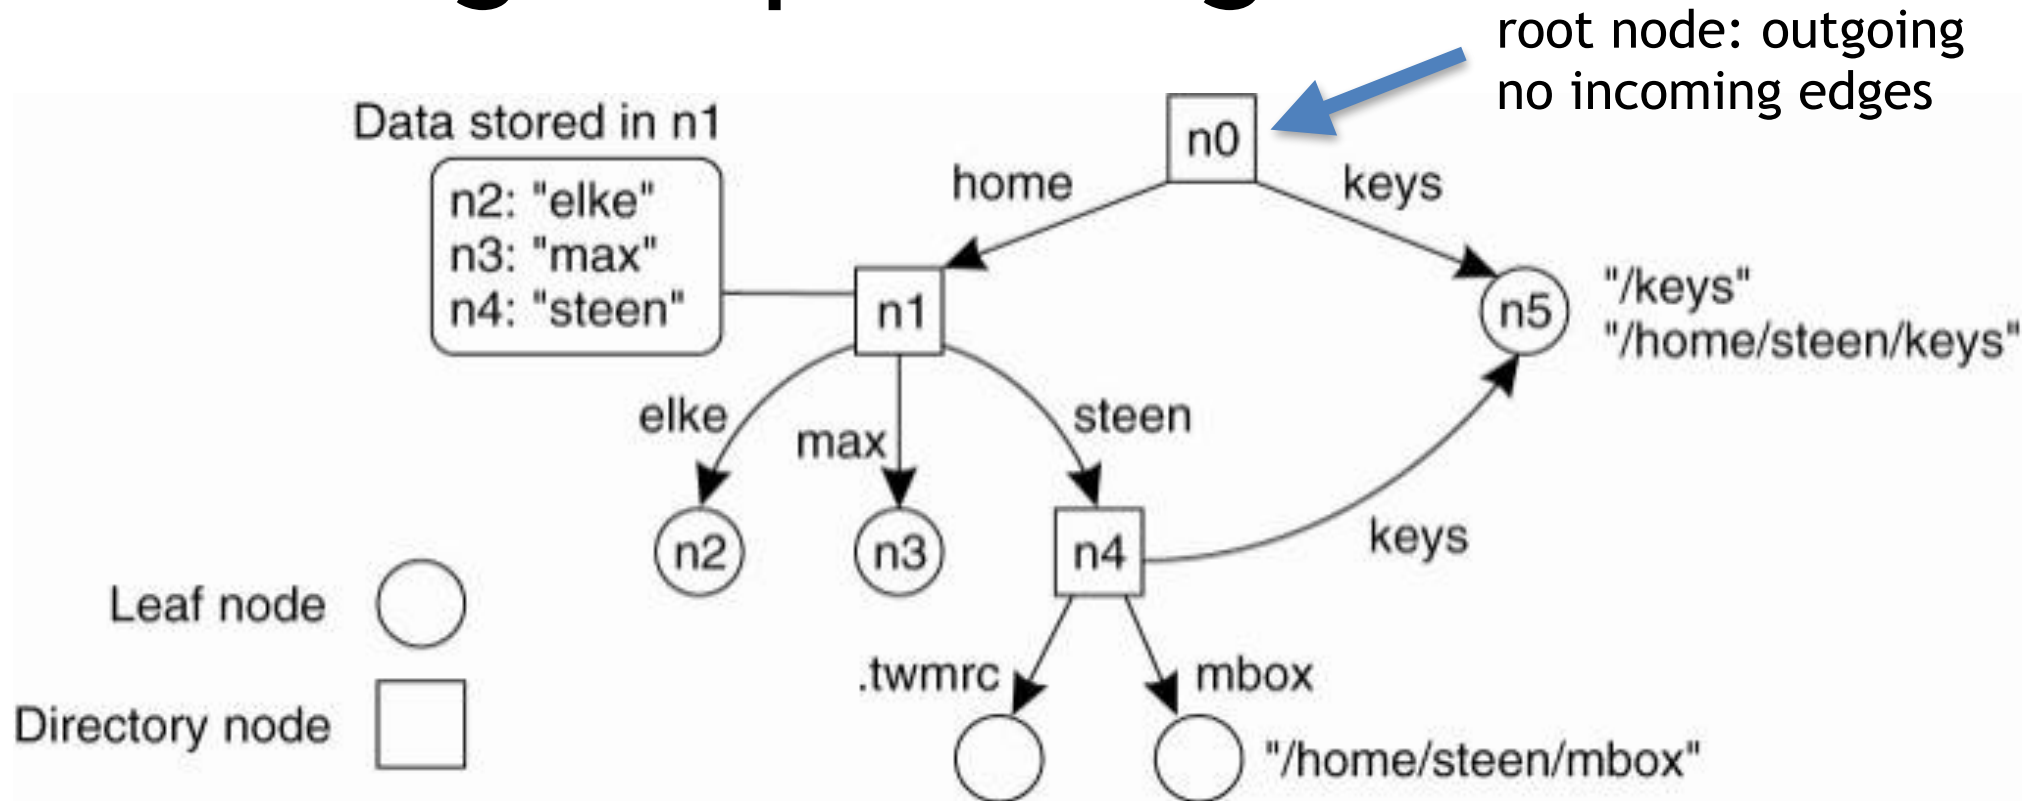 root node: outgoing
no incoming edges
Data stored in n1
n2: "elke"
n3: "max"
n4: "steen"
n0
home
keys
n1
n5
"/keys"
"/home/steen/keys"
elke
max
steen
n2
n3
n4
keys
Leaf node
.twmrc
mbox
Directory node
"/home/steen/mbox"